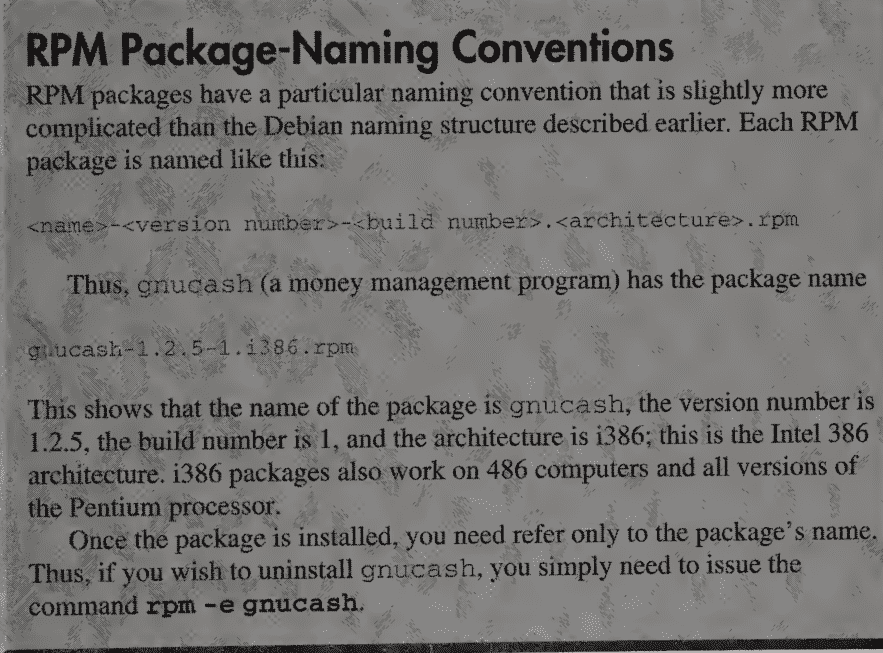 RPM Package-Naming Conventions
RPM packages have a particular naming convention that is slightly more
complicated than the Debian naming structure described earlier. Each RPM
package is named like this:
<name>-<version number>-<build number>.<architecture>.rpm
Thus, gnucash (a money management program) has the package name
gnucash-1.2.5-1.i386.rpm
This shows that the name of the package is gnucash, the version number is
1.2.5, the build number is 1, and the architecture is i386; this is the Intel 386
architecture. i386 packages also work on 486 computers and all versions of
the Pentium processor.
Once the package is installed, you need refer only to the package's name.
Thus, if you wish to uninstall gnucash, you simply need to issue the
command rpm -e gnucash.